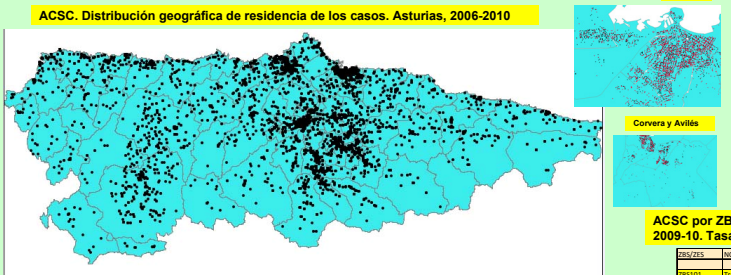 ACSC. Distribución geográfica de residencia de los casos. Asturias, 2006-2010
Corvera y Avilés
ACSC por ZB
2009-10. Tasa
ZBS/ZES